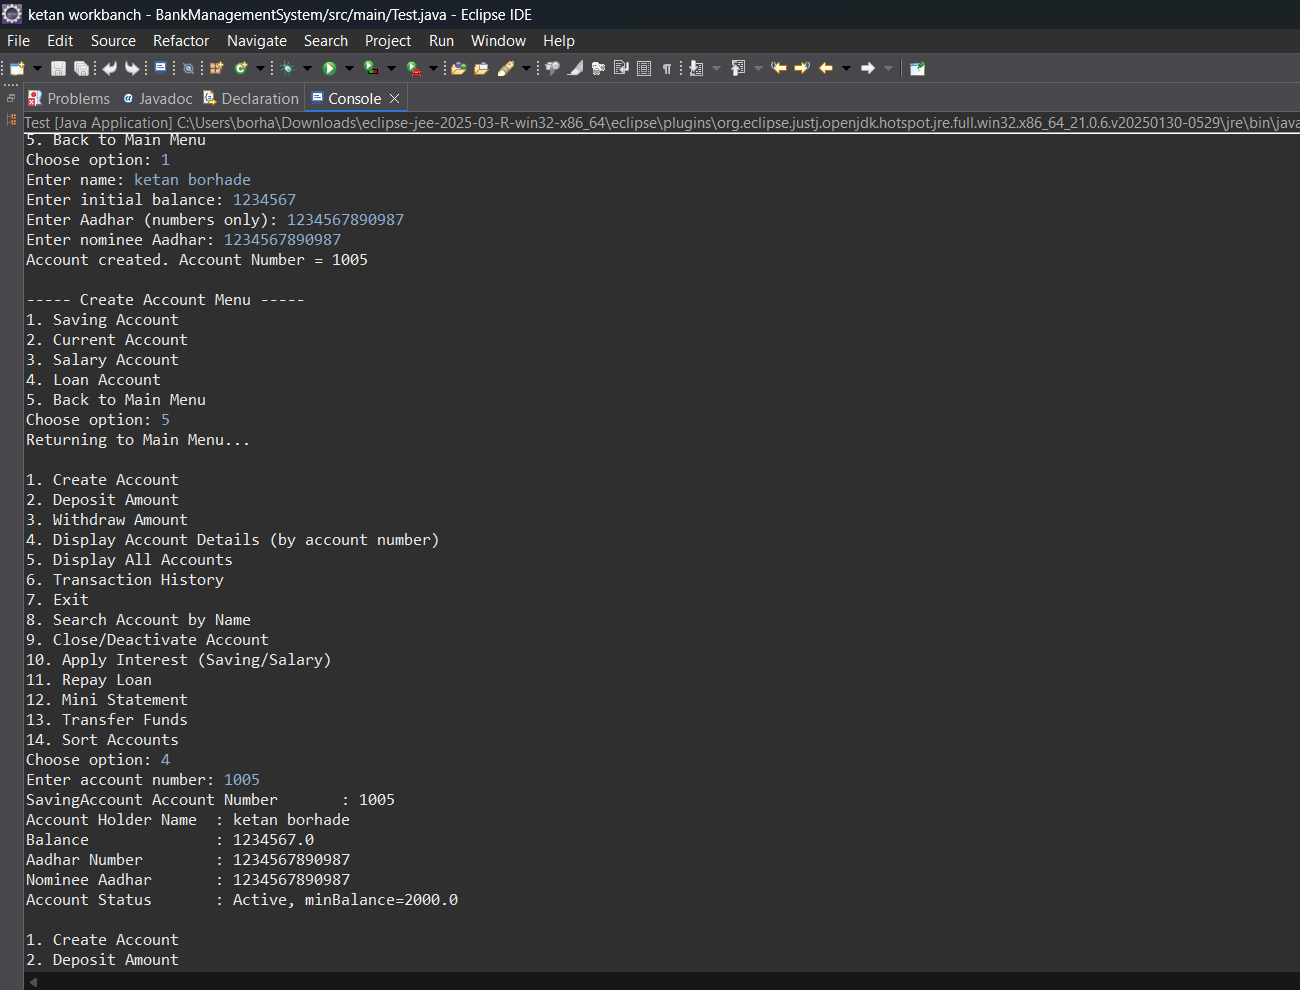 ketan workbanch - BankManagementSystem/src/main/Test.java - Eclipse IDE
File Edit Source Refactor Navigate Search Project Run Window Help
Problems Javadoc Declaration Console
Test [Java Application] C:\Users\borha\Downloads\eclipse-jee-2025-03-R-win32-x86_64\eclipse\plugins\org.eclipse.justj.openjdk.hotspot.jre.full.win32.x86_64_21.0.6.v20250130-0529\jre\bin\java
5. Back to Main Menu
Choose option: 1
Enter name: ketan borhade
Enter initial balance: 1234567
Enter Aadhar (numbers only): 1234567890987
Enter nominee Aadhar: 1234567890987
Account created. Account Number = 1005
----- Create Account Menu -----
1. Saving Account
2. Current Account
3. Salary Account
4. Loan Account
5. Back to Main Menu
Choose option: 5
Returning to Main Menu...
1. Create Account
2. Deposit Amount
3. Withdraw Amount
4. Display Account Details (by account number)
5. Display All Accounts
6. Transaction History
7. Exit
8. Search Account by Name
9. Close/Deactivate Account
10. Apply Interest (Saving/Salary)
11. Repay Loan
12. Mini Statement
13. Transfer Funds
14. Sort Accounts
Choose option: 4
Enter account number: 1005
SavingAccount Account Number : 1005
Account Holder Name : ketan borhade
Balance : 1234567.0
Aadhar Number : 1234567890987
Nominee Aadhar : 1234567890987
Account Status : Active, minBalance=2000.0
1. Create Account
2. Deposit Amount